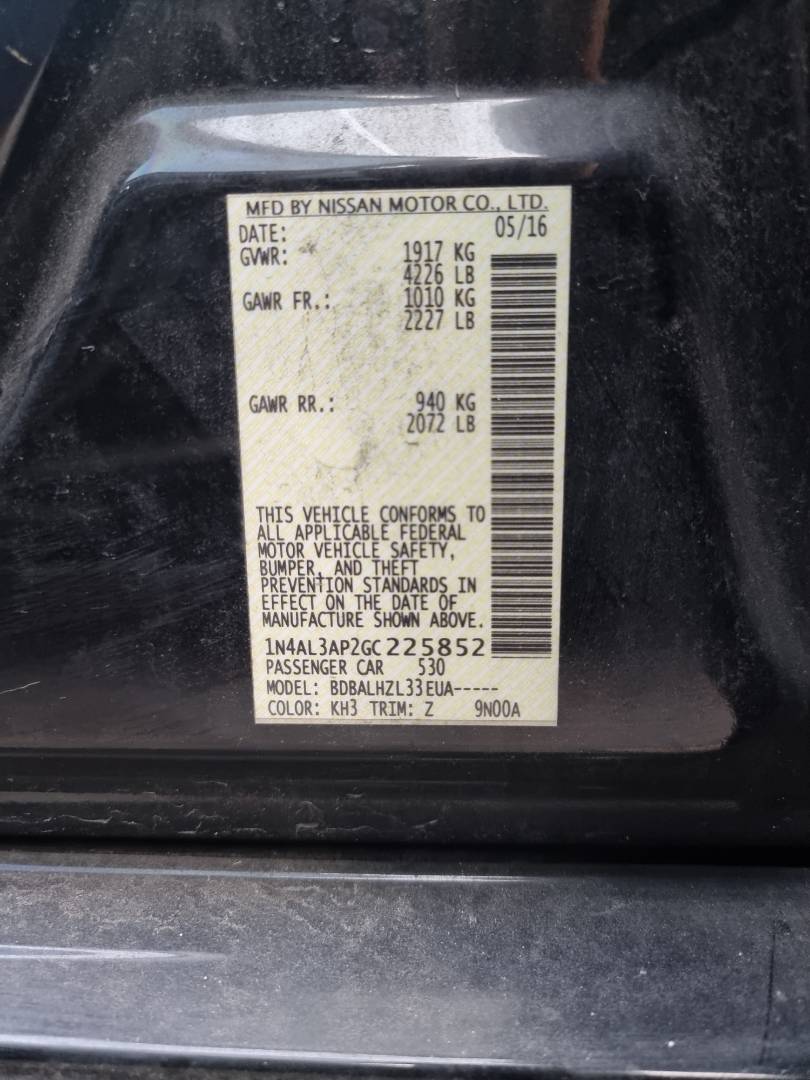 MFD BY NISSAN MOTOR CO., LTD.
DATE: 05/16
GVWR: 1917 KG
4226 LB
GAWR FR.: 1010 KG
2227 LB
GAWR RR.: 940 KG
2072 LB
THIS VEHICLE CONFORMS TO
ALL APPLICABLE FEDERAL
MOTOR VEHICLE SAFETY,
BUMPER, AND THEFT
PREVENTION STANDARDS IN
EFFECT ON THE DATE OF
MANUFACTURE SHOWN ABOVE.
1N4AL3AP2GC225852
PASSENGER CAR 530
MODEL: BDBALHZL33EUA-----
COLOR: KH3 TRIM: Z 9N00A